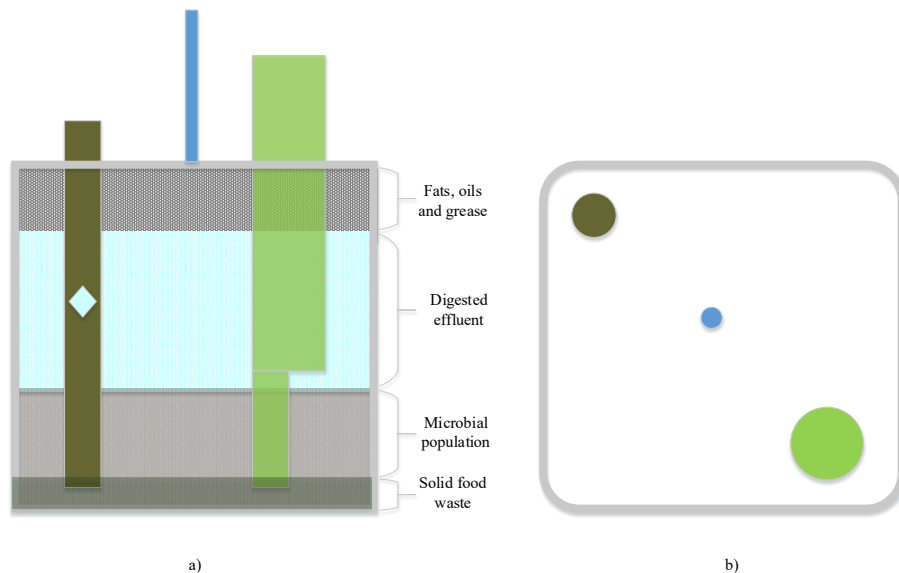 Fats, oils
and grease
Digested
effluent
Microbial
population
Solid food
waste
a)
b)